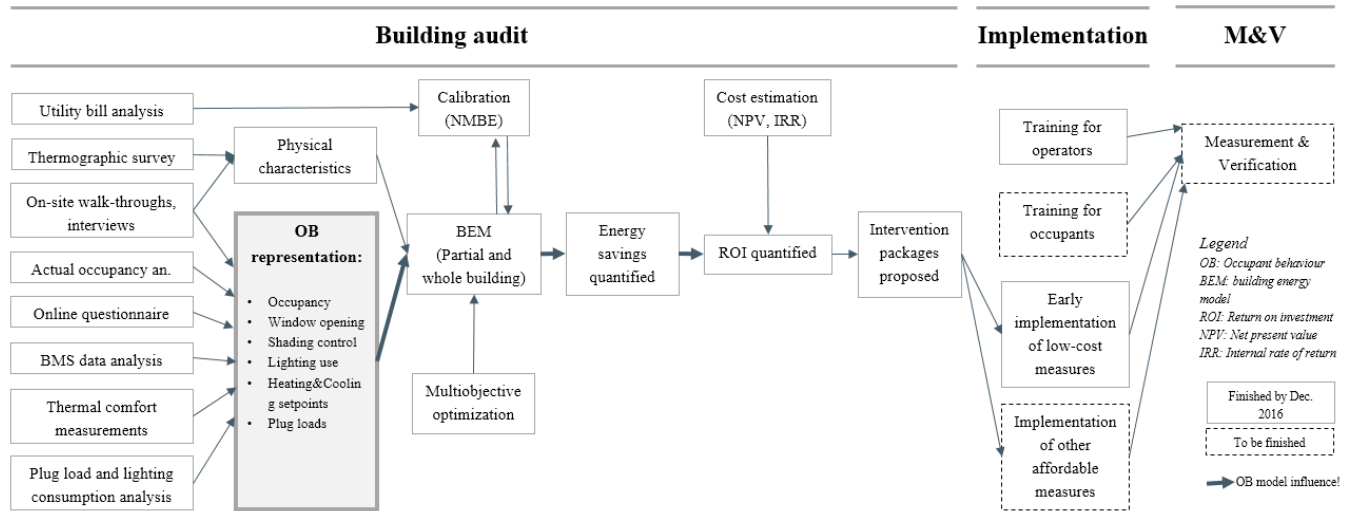 Building audit
Implementation
M&V
Utility bill analysis
Thermographic survey
On-site walk-throughs,
interviews
Actual occupancy an.
Online questionnaire
BMS data analysis
Thermal comfort
measurements
Plug load and lighting
consumption analysis
Physical
characteristics
OB
representation:
• Occupancy
• Window opening
• Shading control
• Lighting use
• Heating&Coolin
g setpoints
• Plug loads
Calibration
(NMBE)
BEM
(Partial and
whole building)
Multiobjective
optimization
Energy
savings
quantified
Cost estimation
(NPV, IRR)
ROI quantified
Intervention
packages
proposed
Training for
operators
Training for
occupants
Early
implementation
of low-cost
measures
Implementation
of other
affordable
measures
Measurement &
Verification
Legend
OB: Occupant behaviour
BEM: building energy
model
ROI: Return on investment
NPV: Net present value
IRR: Internal rate of return
Finished by Dec.
2016
To be finished
OB model influence!